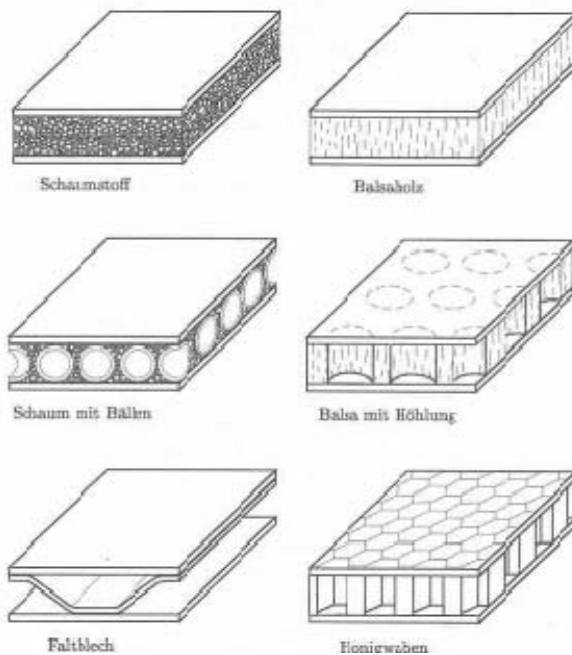 Schaumstoff
Balsaholz
Schaum mit Bällen
Balsa mit Höhlung
Faltblech
Honigwaben